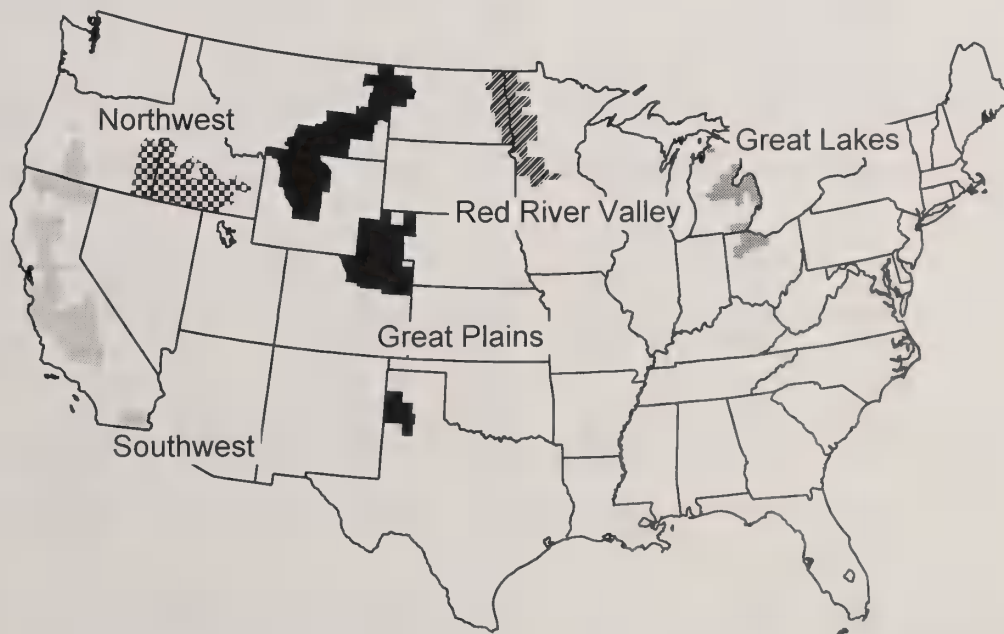 Northwest
Great Lakes
Red River Valley
Great Plains
Southwest